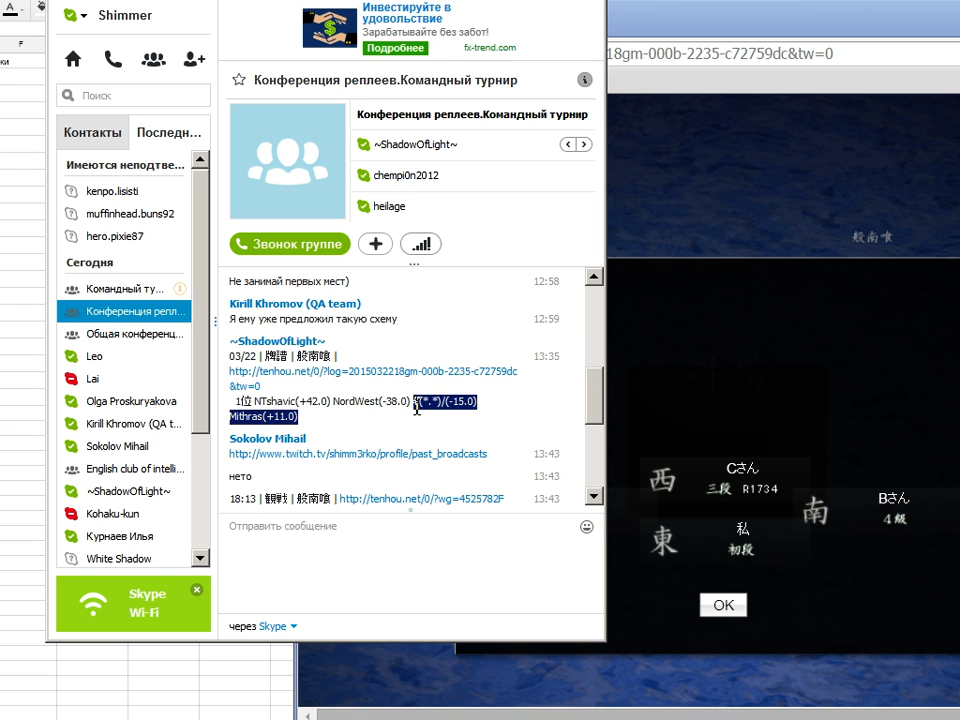 Shimmer
Поиск
Контакты
Последн...
Имеются неподтве...
kenpo.lisisti
muffinhead.buns92
hero.pixie87
Сегодня
Командный ту...
1
Конференция репл...
Общая конференц...
Leo
Lai
Olga Proskuryakova
Kirill Khromov (QA t...
Sokolov Mihail
English club of intelli...
~ShadowOfLight~
Kohaku-kun
Курнаев Илья
White Shadow
Skype
Wi-Fi
Инвестируйте в
удовольствие
Зарабатывайте без забот!
Подробнее
fx-trend.com
Конференция реплеев.Командный турнир
Конференция реплеев.Командный турнир
~ShadowOfLight~
chempi0n2012
heilage
Звонок группе
Не занимай первых мест)
12:58
Kirill Khromov (QA team)
Я ему уже предложил такую схему
12:59
~ShadowOfLight~
03/22 | 牌譜 | 般南喰 |
13:35
http://tenhou.net/0/?log=2015032218gm-000b-2235-c72759dc
&tw=0
1位 NTshavic(+42.0) NordWest(-38.0) (*.*)/(-15.0)
Mithras(+11.0)
Sokolov Mihail
http://www.twitch.tv/shimm3rko/profile/past_broadcasts
13:43
нето
13:43
18:13 | 観戦 | 般南喰 | http://tenhou.net/0/?wg=4525782F
13:43
Отправить сообщение
через Skype
A
F
ки
18gm-000b-2235-c72759dc&tw=0
般南喰
西
Cさん
三段 R1734
南
Bさん
4級
東
私
初段
OK